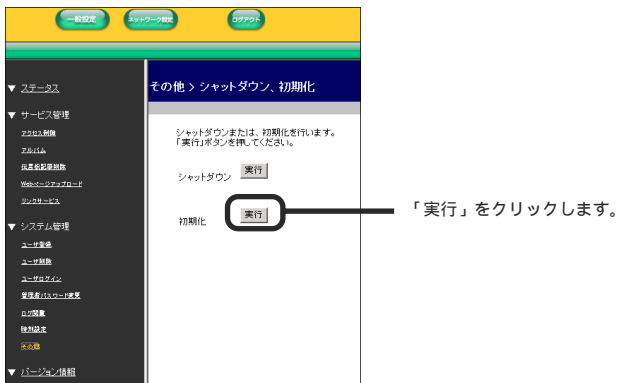 一般設定
ネットワーク設定
ログアウト
▼ ステータス
▼ サービス管理
アクセス制限
アルバム
伝言板記事削除
Webページアップロード
リンクサービス
▼ システム管理
ユーザ登録
ユーザ削除
ユーザログイン
管理者パスワード変更
ログ閲覧
時刻設定
その他
▼ バージョン情報
その他 > シャットダウン、初期化
シャットダウンまたは、初期化を行います。
「実行」ボタンを押してください。
シャットダウン 実行
初期化 実行
「実行」をクリックします。